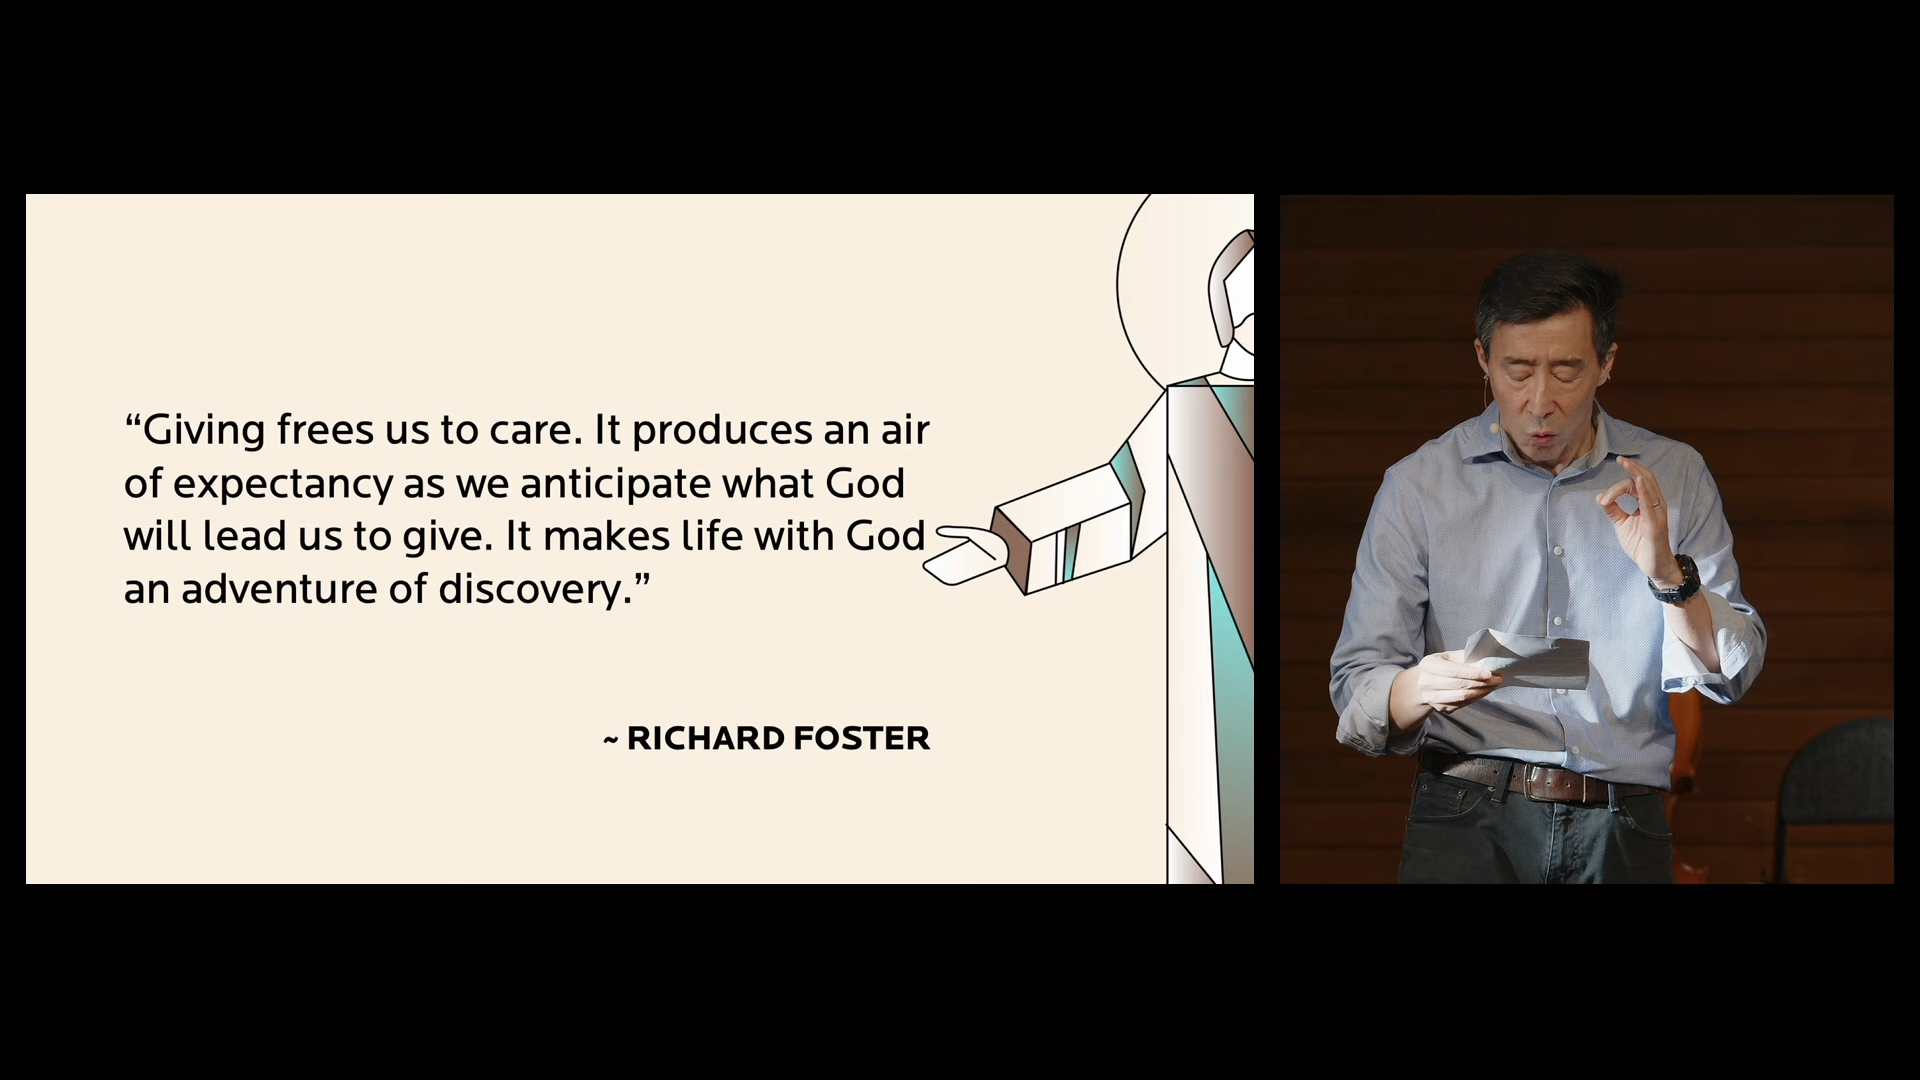 “Giving frees us to care. It produces an air
of expectancy as we anticipate what God
will lead us to give. It makes life with God
an adventure of discovery.”
~ RICHARD FOSTER